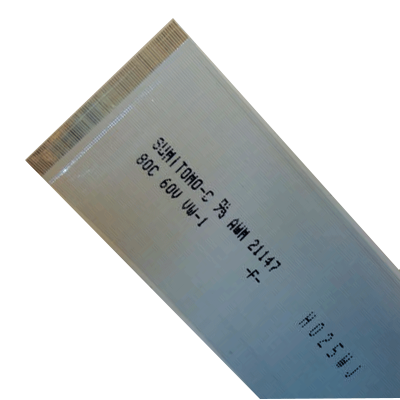 SUMITOMO-C AWM 21147
80C 60V VW-1 -F-